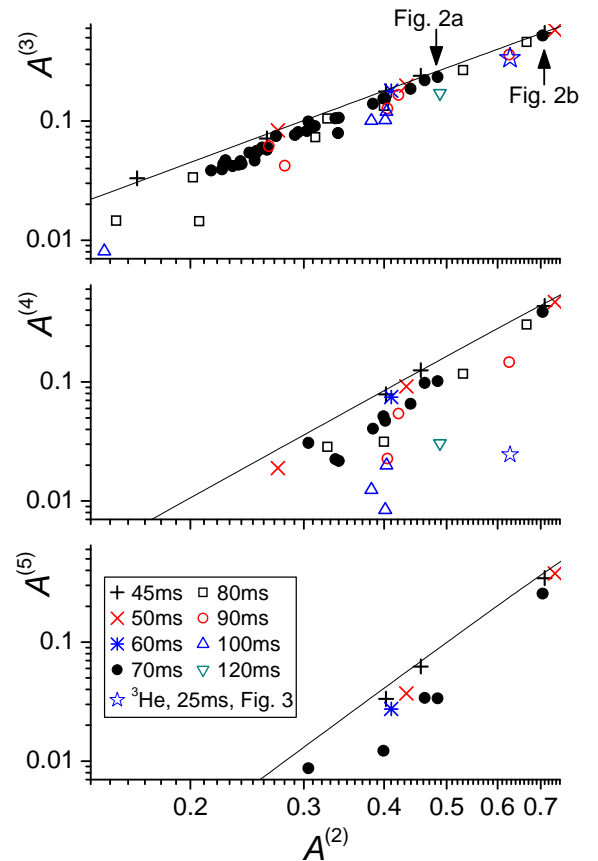 Fig. 2a
Fig. 2b
A(3)
0.1
0.01
A(4)
0.1
0.01
A(5)
0.1
0.01
45ms
80ms
50ms
90ms
60ms
100ms
70ms
120ms
³He, 25ms, Fig. 3
0.2
0.3
0.4
0.5
0.6
0.7
A(2)